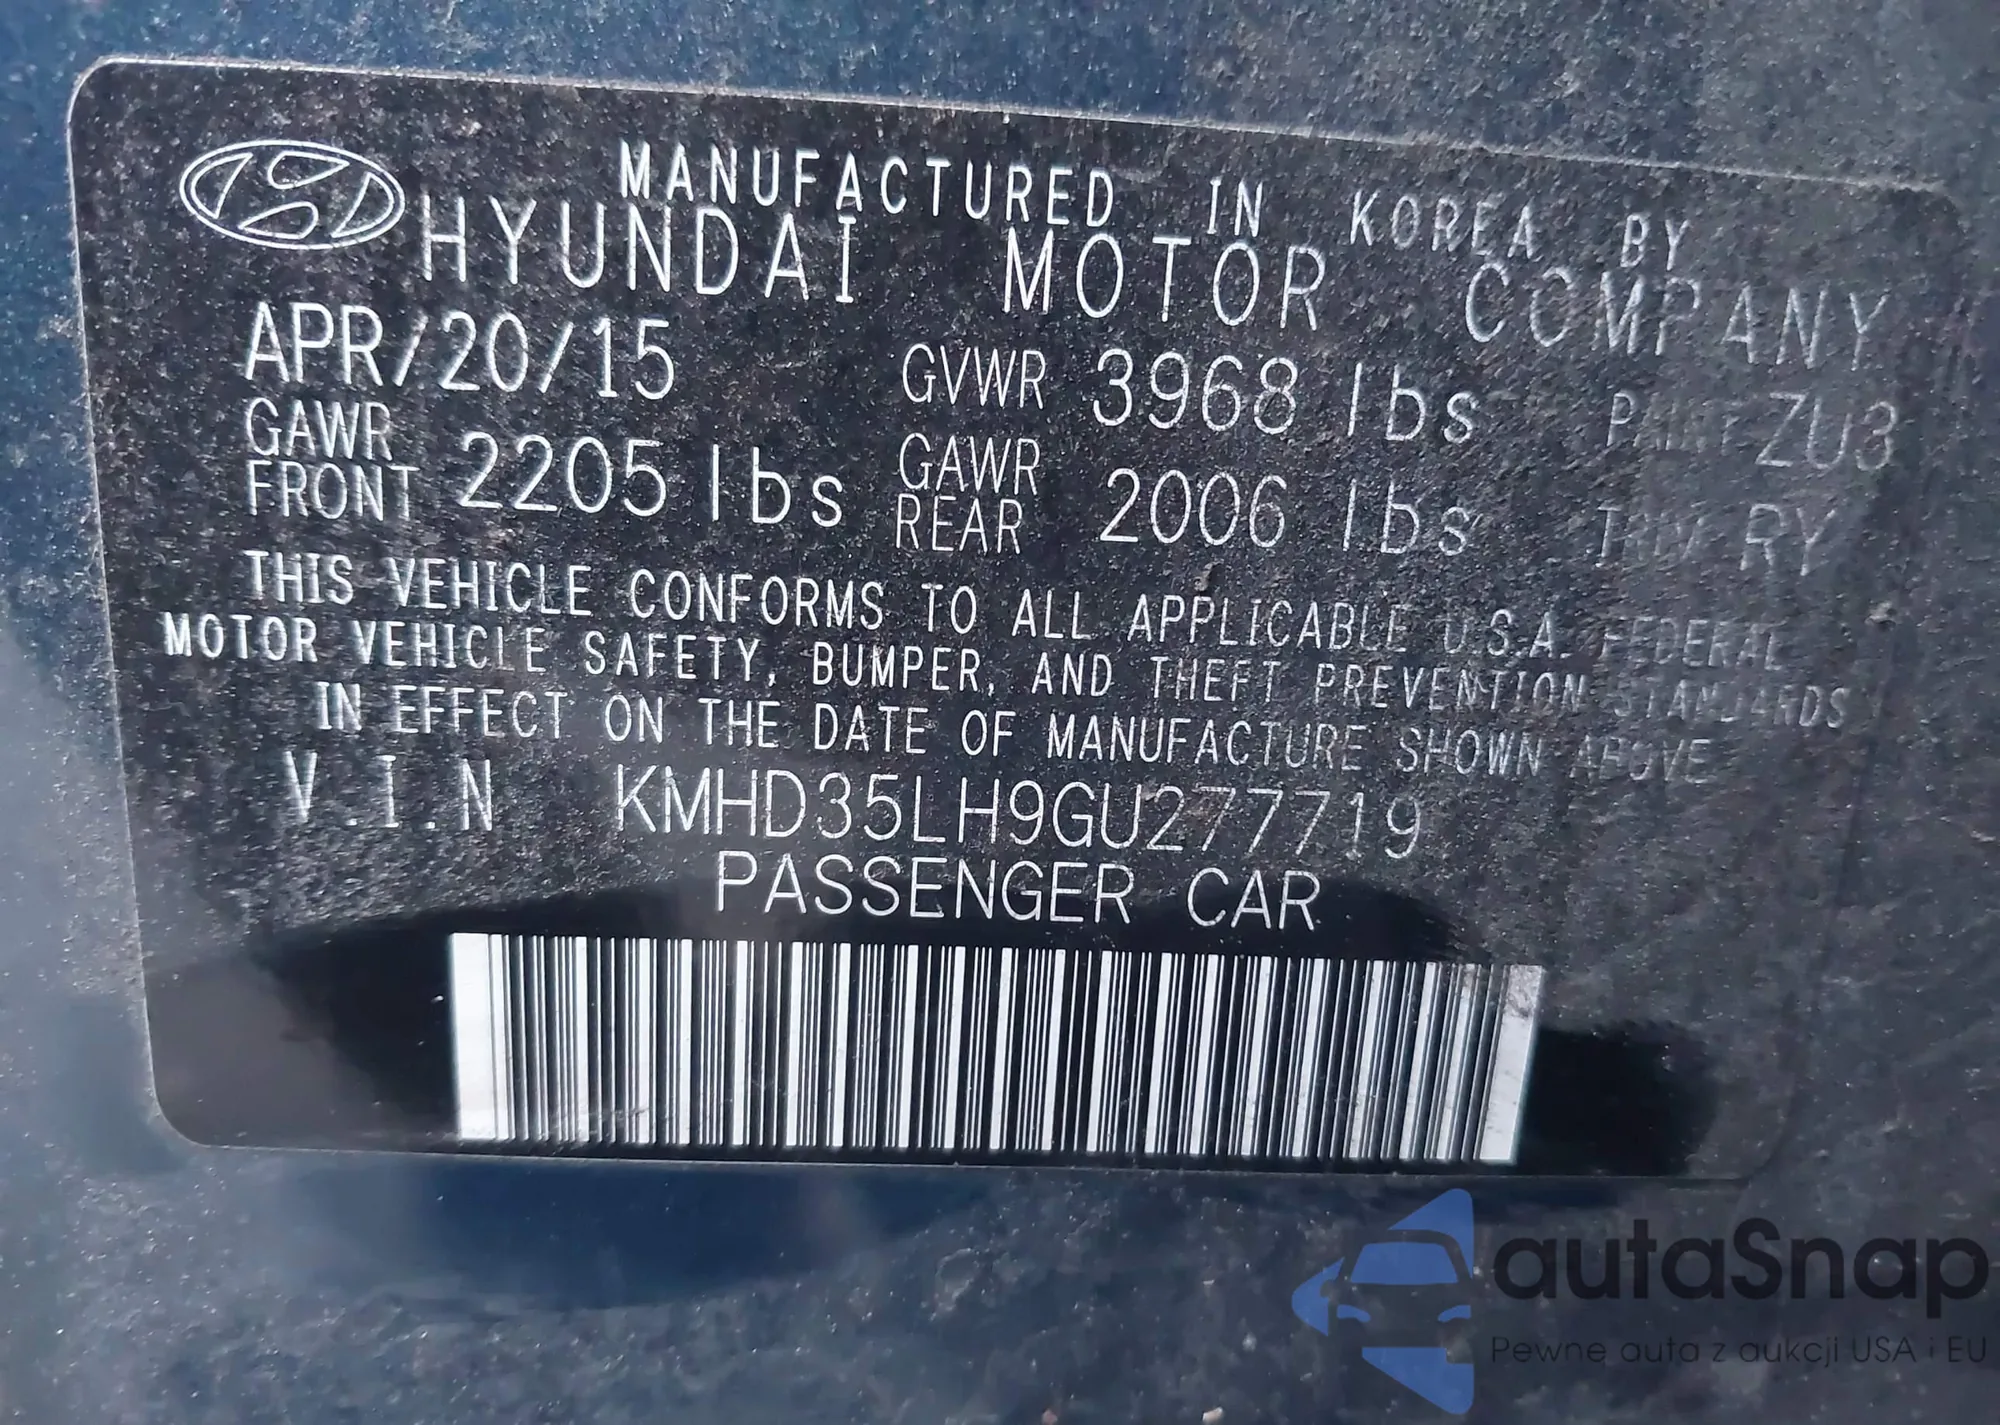 MANUFACTURED IN KOREA BY
HYUNDAI MOTOR COMPANY
APR/20/15 GVWR 3968 lbs PAINT ZU3
GAWR FRONT 2205 lbs GAWR REAR 2006 lbs TRIM RY
THIS VEHICLE CONFORMS TO ALL APPLICABLE U.S.A. FEDERAL
MOTOR VEHICLE SAFETY, BUMPER, AND THEFT PREVENTION STANDARDS
IN EFFECT ON THE DATE OF MANUFACTURE SHOWN ABOVE
V.I.N KMHD35LH9GU277719
PASSENGER CAR
autaSnap
Pewne auta z aukcji USA i EU